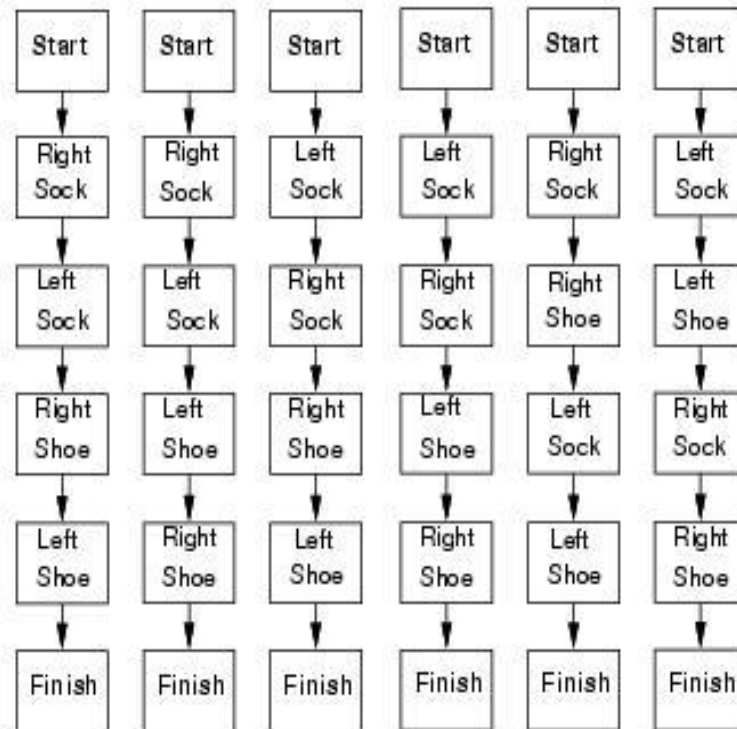 Start Start Start Start Start Start
Right Right Left Left Right Left
Sock Sock Sock Sock Sock Sock
Left Left Right Right Right Left
Sock Sock Sock Sock Shoe Shoe
Right Left Right Left Left Right
Shoe Shoe Shoe Shoe Sock Sock
Left Right Left Right Left Right
Shoe Shoe Shoe Shoe Shoe Shoe
Finish Finish Finish Finish Finish Finish